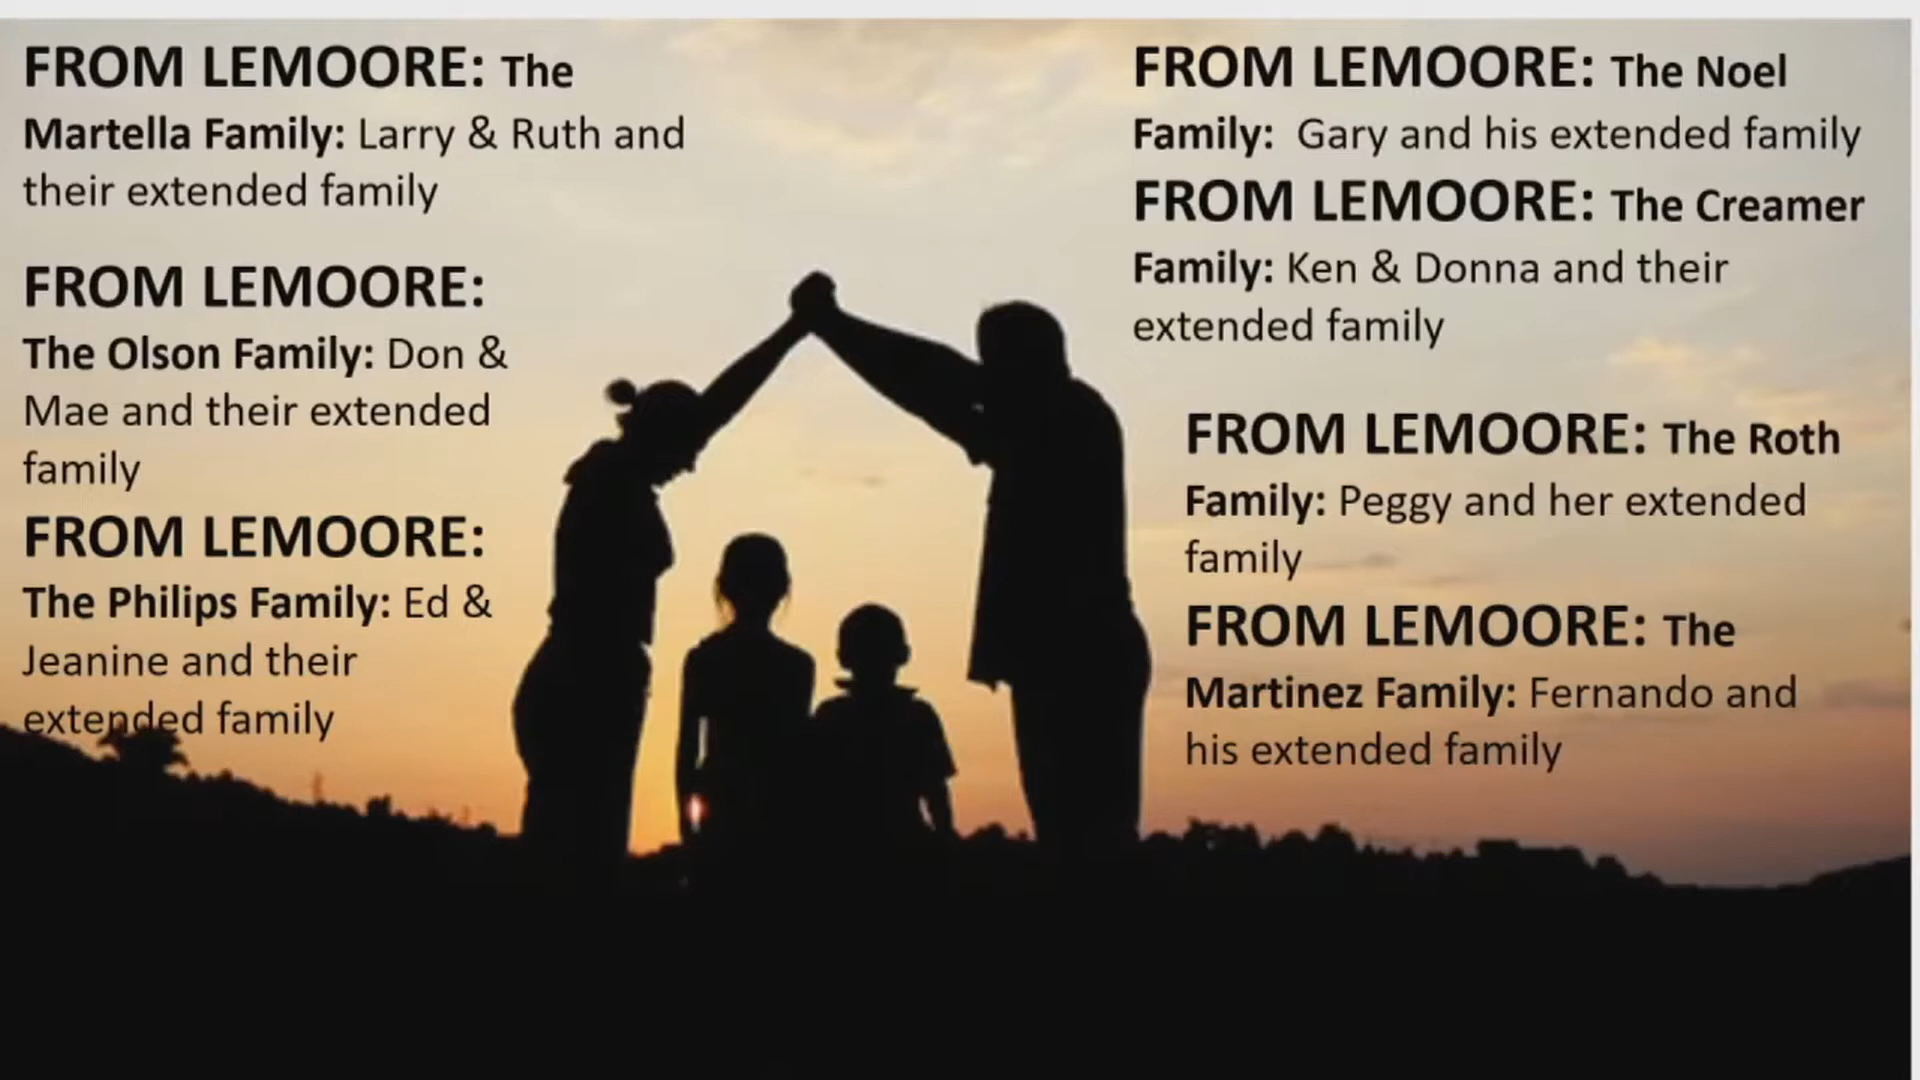 FROM LEMOORE: The
Martella Family: Larry & Ruth and
their extended family
FROM LEMOORE:
The Olson Family: Don &
Mae and their extended
family
FROM LEMOORE:
The Philips Family: Ed &
Jeanine and their
extended family
FROM LEMOORE: The Noel
Family:  Gary and his extended family
FROM LEMOORE: The Creamer
Family: Ken & Donna and their
extended family
FROM LEMOORE: The Roth
Family: Peggy and her extended
family
FROM LEMOORE: The
Martinez Family: Fernando and
his extended family